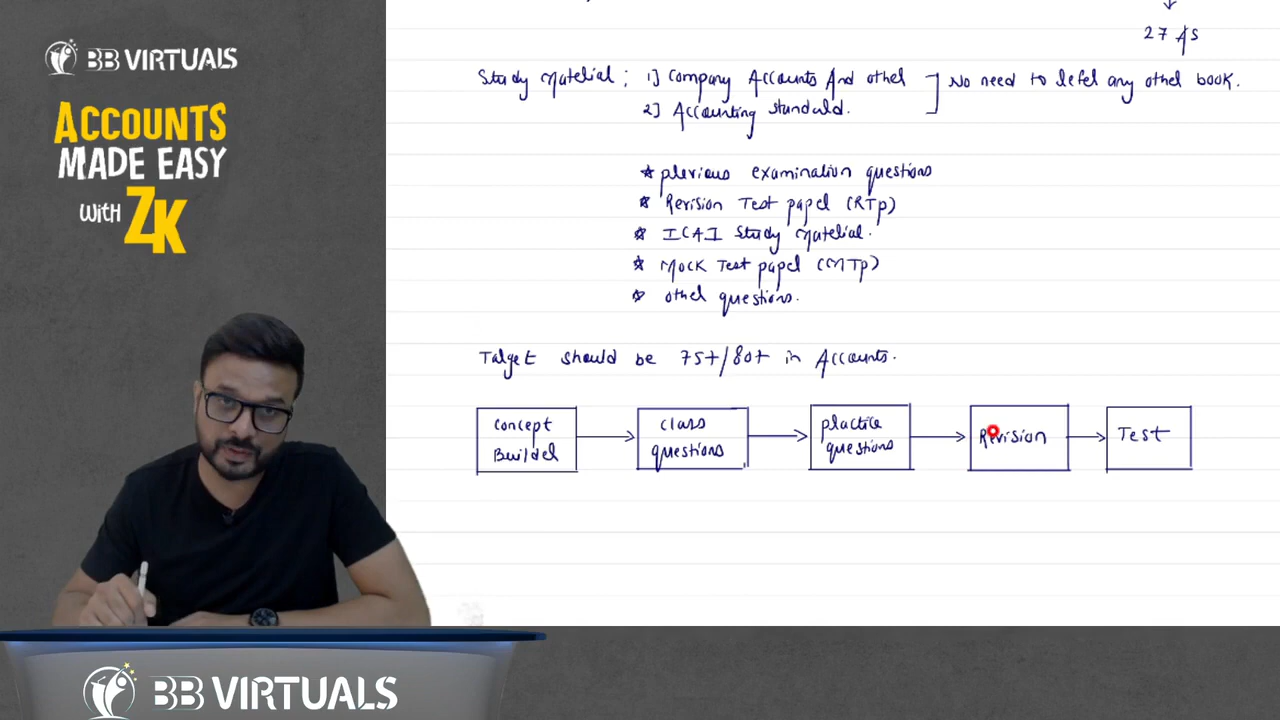 BB VIRTUALS
ACCOUNTS
MADE EASY
WITH ZK
27 As
Study Material : 1] Company Accounts And other
2] Accounting standard.
No need to refer any other book.
* previous examination questions
* Revision Test paper (RTP)
* ICAI Study Material.
* Mock Test paper (MTP)
* other questions.
Target should be 75+/80+ in Accounts.
concept Builder
class questions
practice questions
Revision
Test
BB VIRTUALS